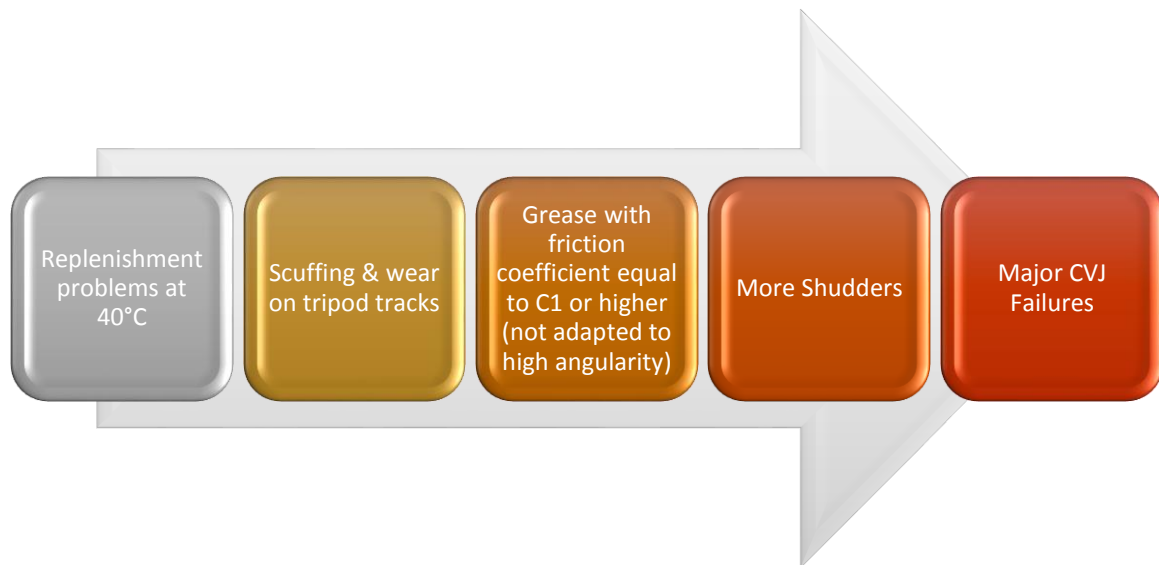 Replenishment
problems at
40°C
Scuffing & wear
on tripod tracks
Grease with
friction
coefficient equal
to C1 or higher
(not adapted to
high angularity)
More Shudders
Major CVJ
Failures